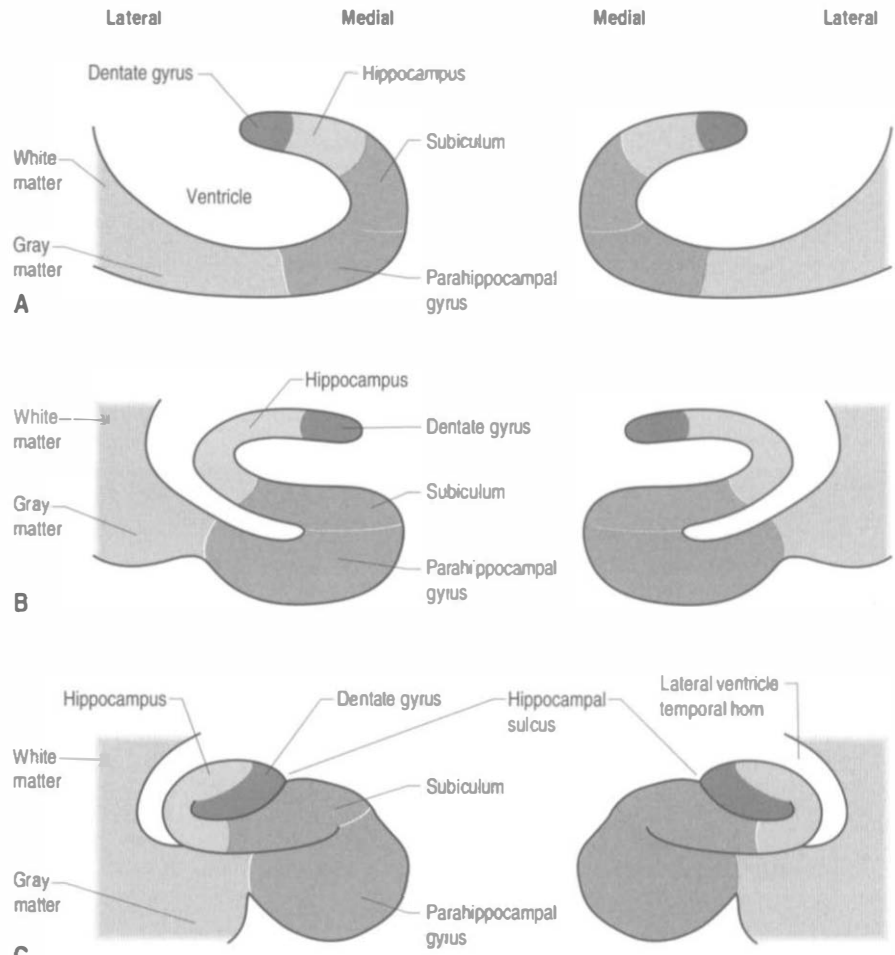 Lateral Medial Medial Lateral
Dentate gyrus Hippocampus
White
matter
Subiculum
Ventricle
Gray
matter
Parahippocampal
gyrus
A
Hippocampus
White
matter
Dentate gyrus
Subiculum
Gray
matter
Parahippocampal
gyrus
B
Hippocampus Dentate gyrus Hippocampal
sulcus
Lateral ventricle
temporal horn
White
matter
Subiculum
Gray
matter
Parahippocampal
gyrus
C